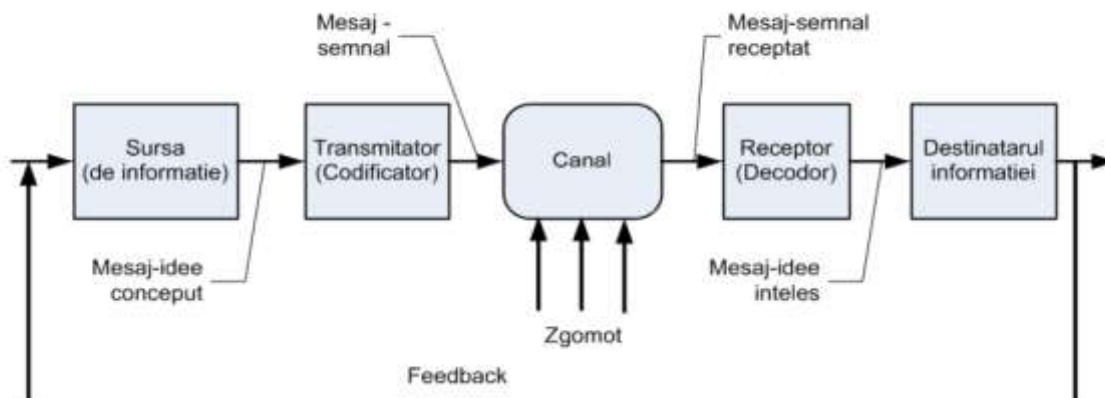 Mesaj -
semnal
Mesaj-semnal
receptat
Sursa
(de informatie)
Transmitator
(Codificator)
Canal
Receptor
(Decodor)
Destinatarul
informatiei
Mesaj-idee
conceput
Mesaj-idee
inteles
Zgomot
Feedback